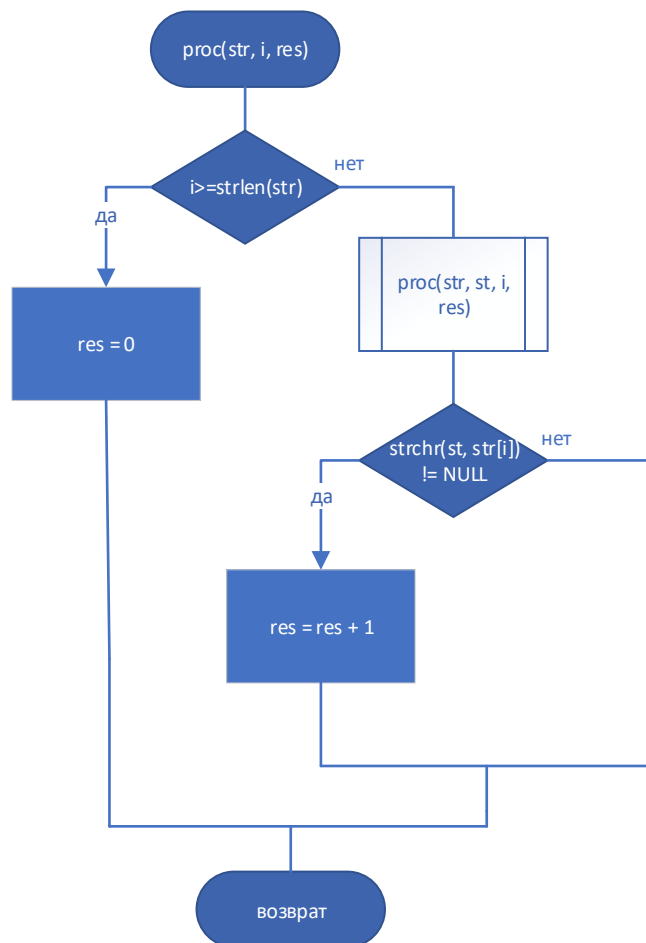 proc(str, i, res)
i>=strlen(str)
нет
да
proc(str, st, i,
res)
res = 0
strchr(st, str[i])
!= NULL
нет
да
res = res + 1
возврат